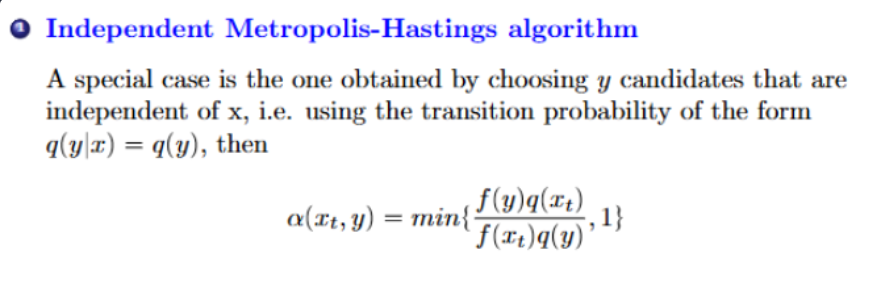 1 Independent Metropolis-Hastings algorithm
A special case is the one obtained by choosing y candidates that are
independent of x, i.e. using the transition probability of the form
q(y|x) = q(y), then
α(x_t, y) = min{ f(y)q(x_t) / f(x_t)q(y) , 1}